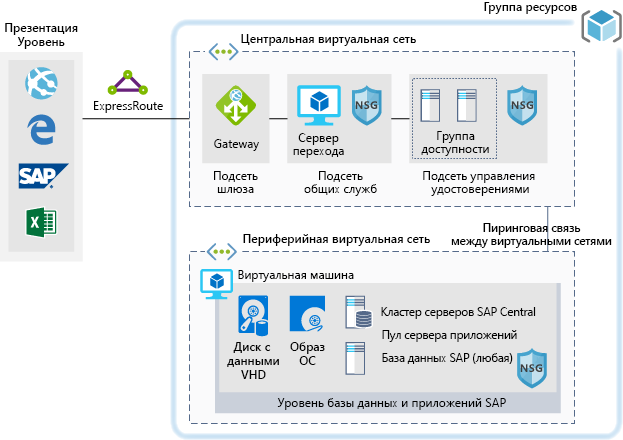 Группа ресурсов
Презентация
Уровень
SAP
ExpressRoute
Центральная виртуальная сеть
Gateway
Подсеть
шлюза
Сервер
перехода
NSG
Подсеть
общих служб
Группа
доступности
NSG
Подсеть управления
удостоверениями
Пиринговая связь
между виртуальными сетями
Периферийная виртуальная сеть
Виртуальная машина
Диск с
данными
VHD
Образ
ОС
Кластер серверов SAP Central
Пул сервера приложений
База данных SAP (любая)
NSG
Уровень базы данных и приложений SAP